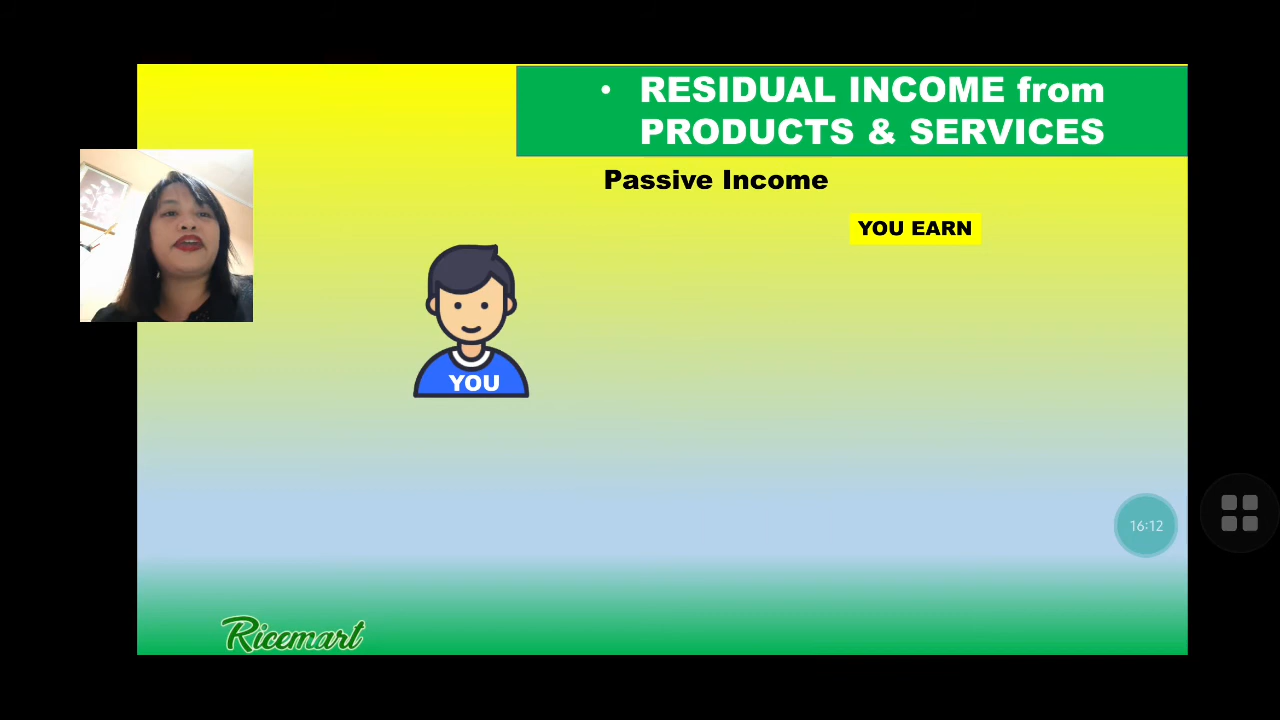 • RESIDUAL INCOME from
PRODUCTS & SERVICES
Passive Income
YOU EARN
YOU
16:12
Ricemart